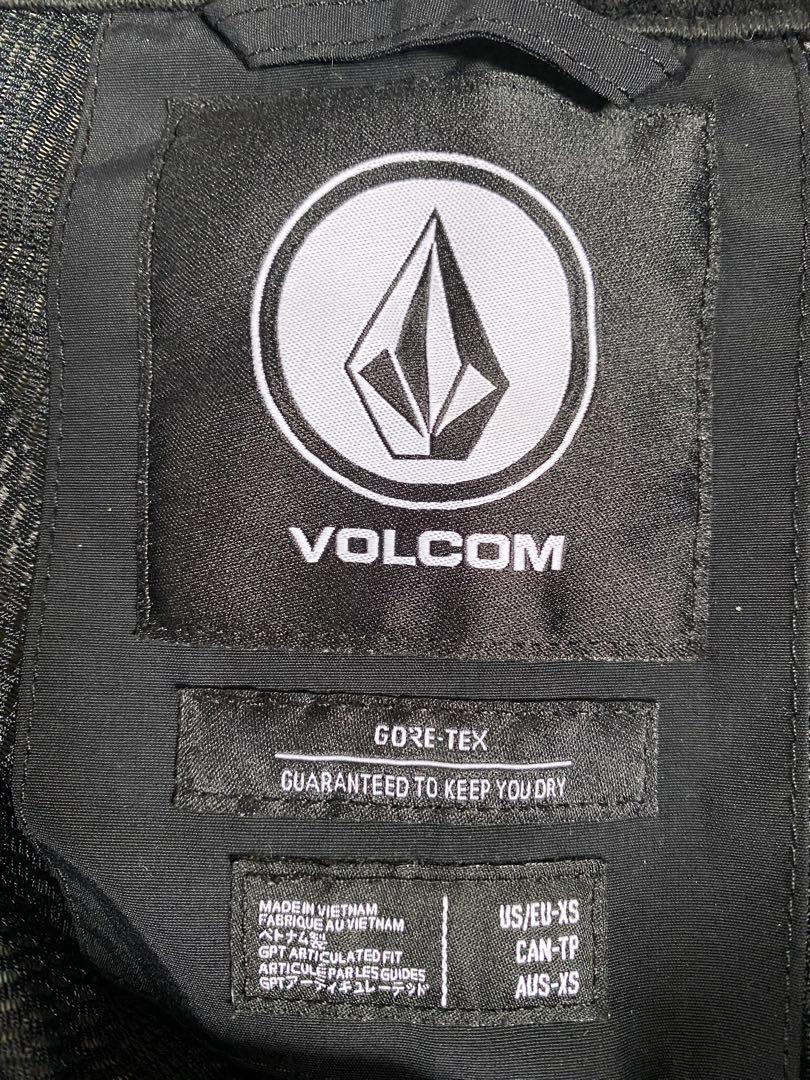 VOLCOM
GORE-TEX
GUARANTEED TO KEEP YOU DRY
MADE IN VIETNAM
FABRIQUE AU VIETNAM
ベトナム製
GPT ARTICULATED FIT
ARTICULÉ PAR LES GUIDES
GPTアーティキュレーテッド
US/EU-XS
CAN-TP
AUS-XS